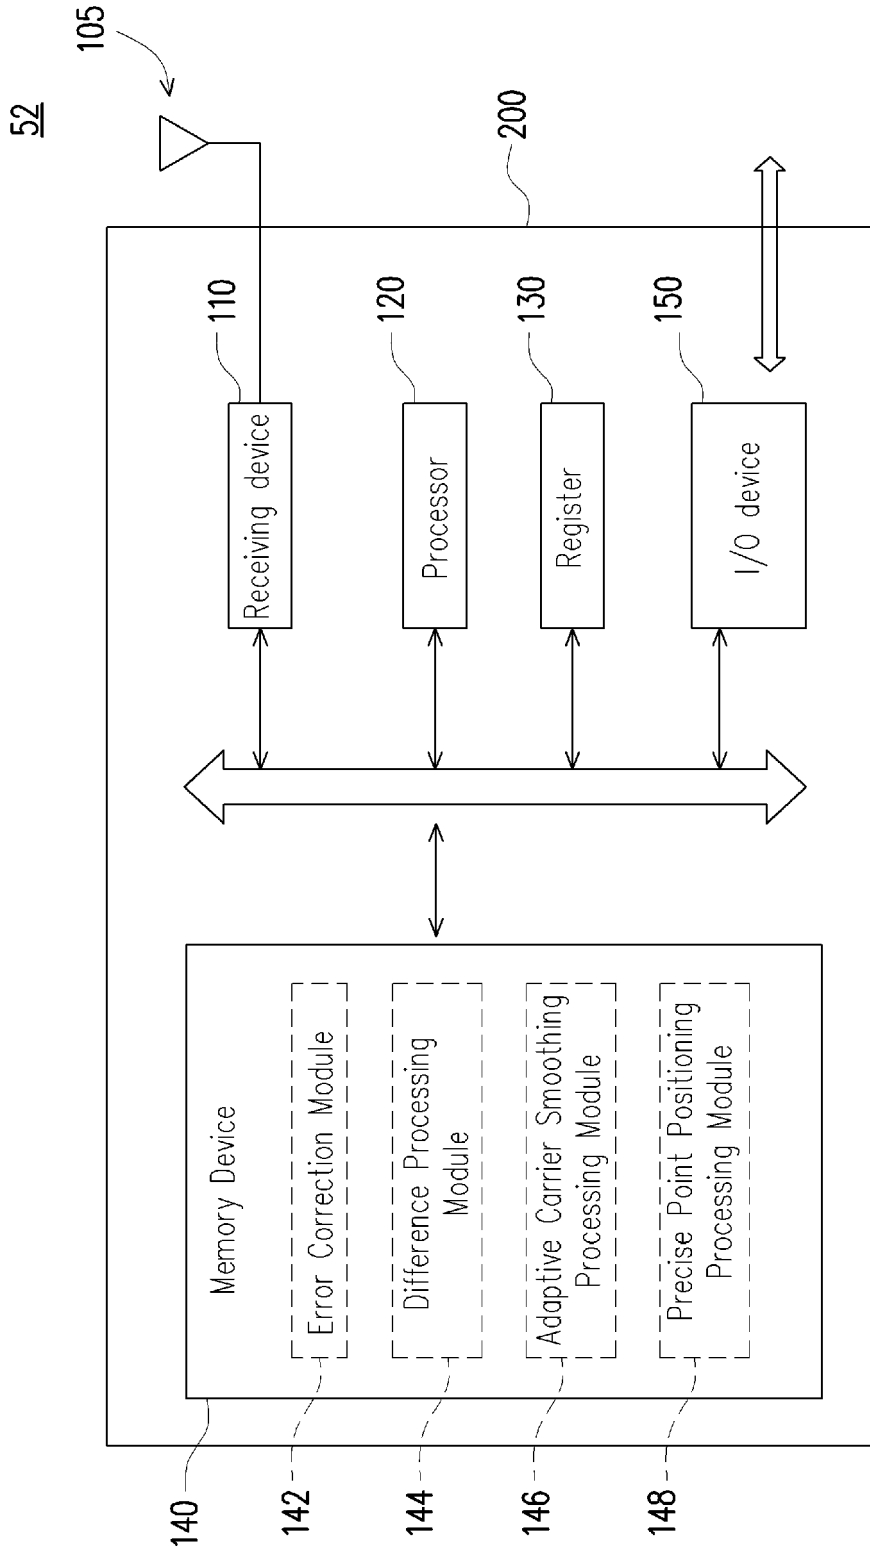 52
105
200
110
Receiving device
120
Processor
130
Register
150
I/O device
140
Memory Device
142
Error Correction Module
144
Difference Processing
Module
146
Adaptive Carrier Smoothing
Processing Module
148
Precise Point Positioning
Processing Module